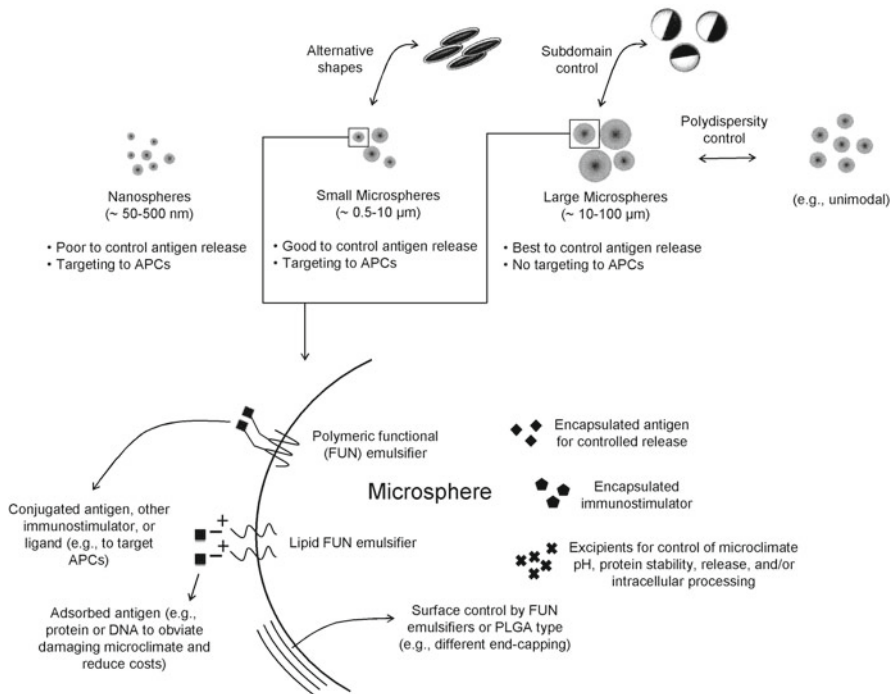 Alternative
shapes
Subdomain
control
Polydispersity
control
Nanospheres
(~ 50-500 nm)
Small Microspheres
(~ 0.5-10 µm)
Large Microspheres
(~ 10-100 µm)
(e.g., unimodal)
• Poor to control antigen release
• Targeting to APCs
• Good to control antigen release
• Targeting to APCs
• Best to control antigen release
• No targeting to APCs
Polymeric functional
(FUN) emulsifier
Encapsulated antigen
for controlled release
Microsphere
Encapsulated
immunostimulator
Conjugated antigen, other
immunostimulator, or
ligand (e.g., to target
APCs)
− +
− +
Lipid FUN emulsifier
Excipients for control of microclimate
pH, protein stability, release, and/or
intracellular processing
Adsorbed antigen (e.g.,
protein or DNA to obviate
damaging microclimate and
reduce costs)
Surface control by FUN
emulsifiers or PLGA type
(e.g., different end-capping)